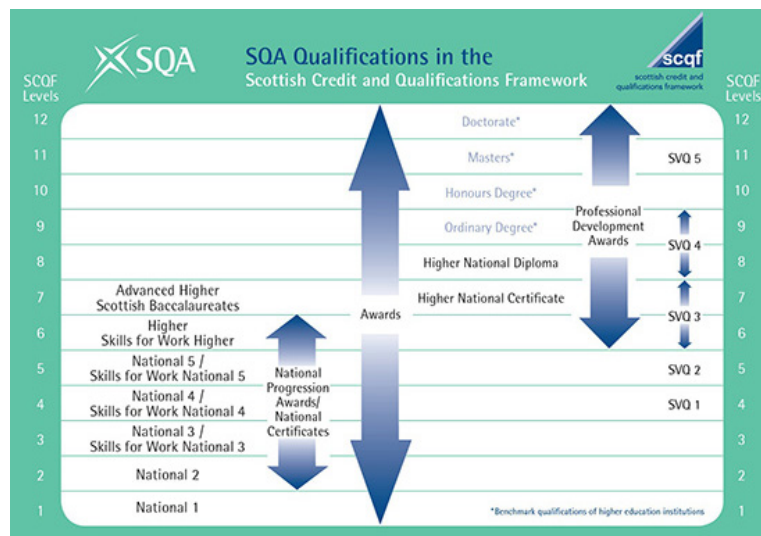 SQA
SQA Qualifications in the
Scottish Credit and Qualifications Framework
scqf
scottish credit and
qualifications framework
SCQF
Levels
SCQF
Levels
12
Doctorate*
12
11
Masters*
SVQ 5
11
10
Honours Degree*
10
9
Ordinary Degree*
Professional
Development
Awards
SVQ 4
9
8
Higher National Diploma
8
7
Advanced Higher
Scottish Baccalaureates
Awards
Higher National Certificate
SVQ 3
7
6
Higher
Skills for Work Higher
6
5
National 5 /
Skills for Work National 5
National
Progression
Awards/
National
Certificates
SVQ 2
5
4
National 4 /
Skills for Work National 4
SVQ 1
4
3
National 3 /
Skills for Work National 3
3
2
National 2
2
1
National 1
*Benchmark qualifications of higher education institutions
1